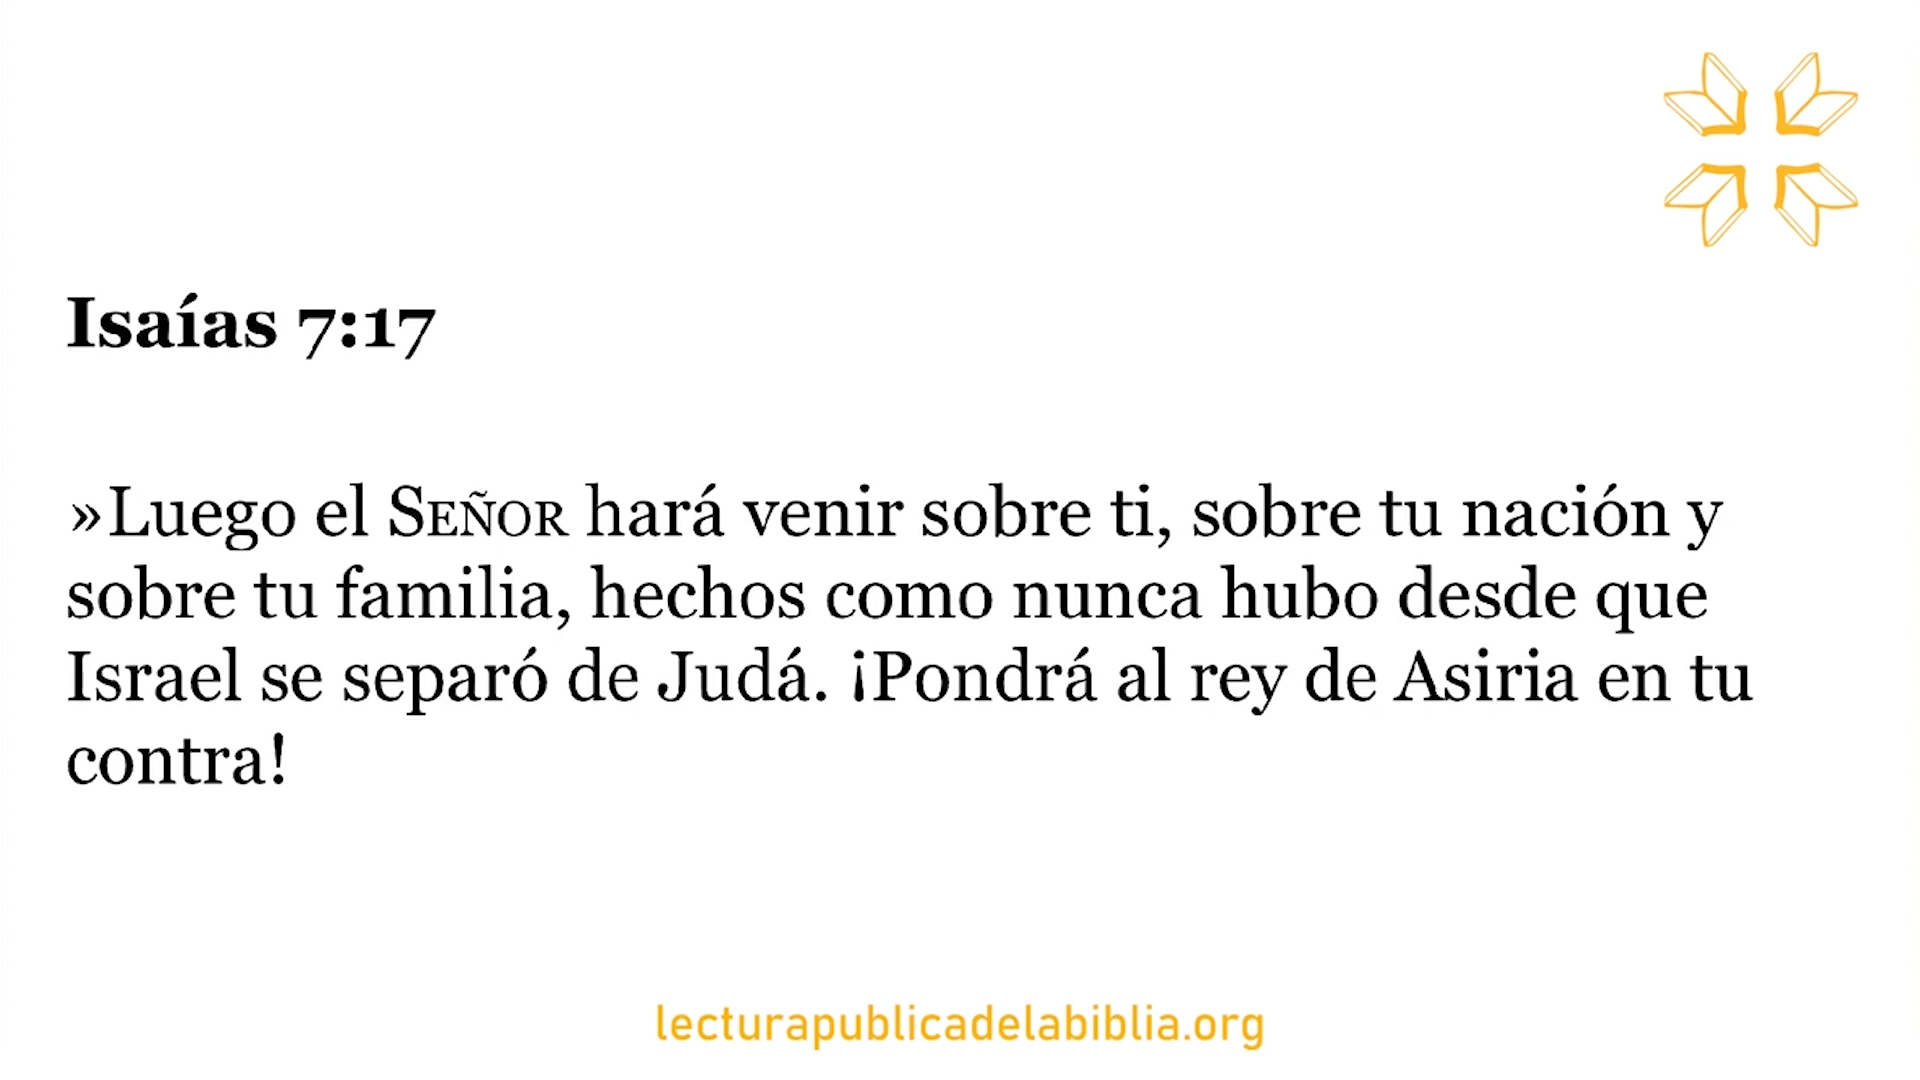 Isaías 7:17
»Luego el SEÑOR hará venir sobre ti, sobre tu nación y
sobre tu familia, hechos como nunca hubo desde que
Israel se separó de Judá. ¡Pondrá al rey de Asiria en tu
contra!
lecturapublicadelabiblia.org